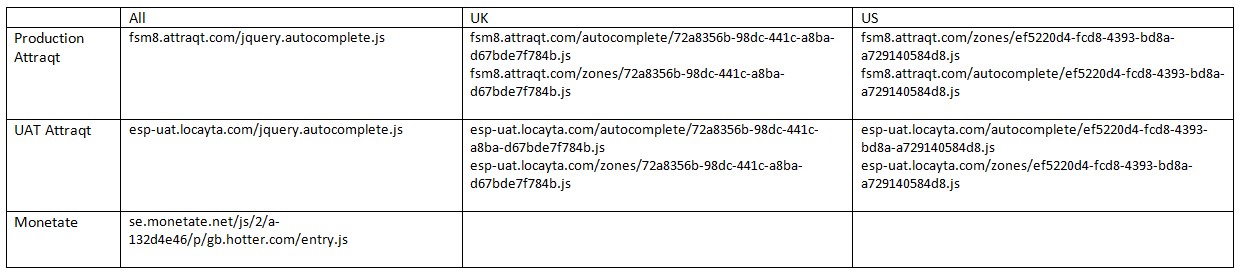 All
UK
US
Production
Attraqt
fsm8.attraqt.com/jquery.autocomplete.js
fsm8.attraqt.com/autocomplete/72a8356b-98dc-441c-a8ba-
d67bde7f784b.js
fsm8.attraqt.com/zones/72a8356b-98dc-441c-a8ba-
d67bde7f784b.js
fsm8.attraqt.com/zones/ef5220d4-fcd8-4393-bd8a-
a729140584d8.js
fsm8.attraqt.com/autocomplete/ef5220d4-fcd8-4393-bd8a-
a729140584d8.js
UAT Attraqt
esp-uat.locayta.com/jquery.autocomplete.js
esp-uat.locayta.com/autocomplete/72a8356b-98dc-441c-
a8ba-d67bde7f784b.js
esp-uat.locayta.com/zones/72a8356b-98dc-441c-a8ba-
d67bde7f784b.js
esp-uat.locayta.com/autocomplete/ef5220d4-fcd8-4393-
bd8a-a729140584d8.js
esp-uat.locayta.com/zones/ef5220d4-fcd8-4393-bd8a-
a729140584d8.js
Monetate
se.monetate.net/js/2/a-
132d4e46/p/gb.hotter.com/entry.js